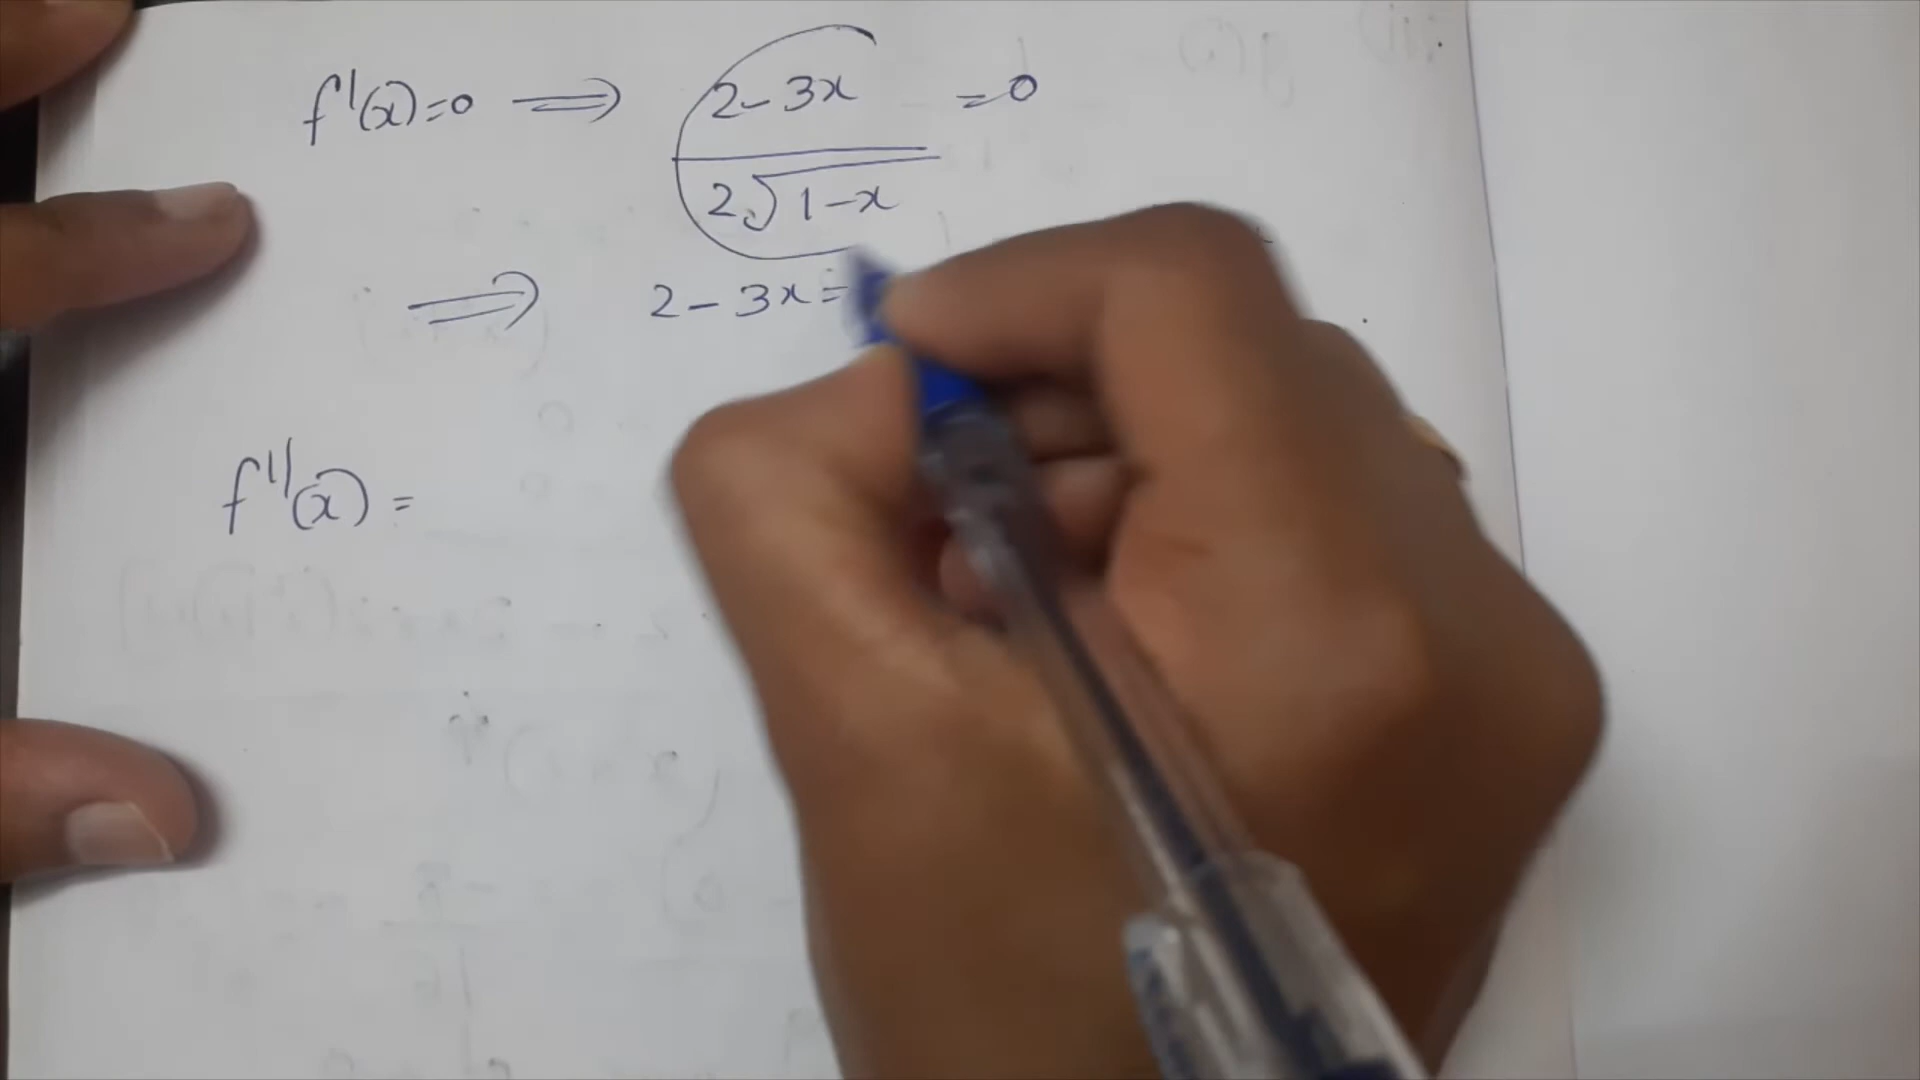 f'(x)=0 ⟹ 2-3x / 2√1-x =0
⟹ 2-3x=
f''(x) =